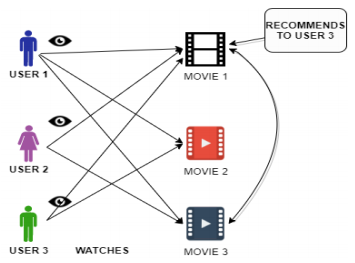 RECOMMENDS
TO USER 3
USER 1
MOVIE 1
USER 2
MOVIE 2
USER 3
WATCHES
MOVIE 3